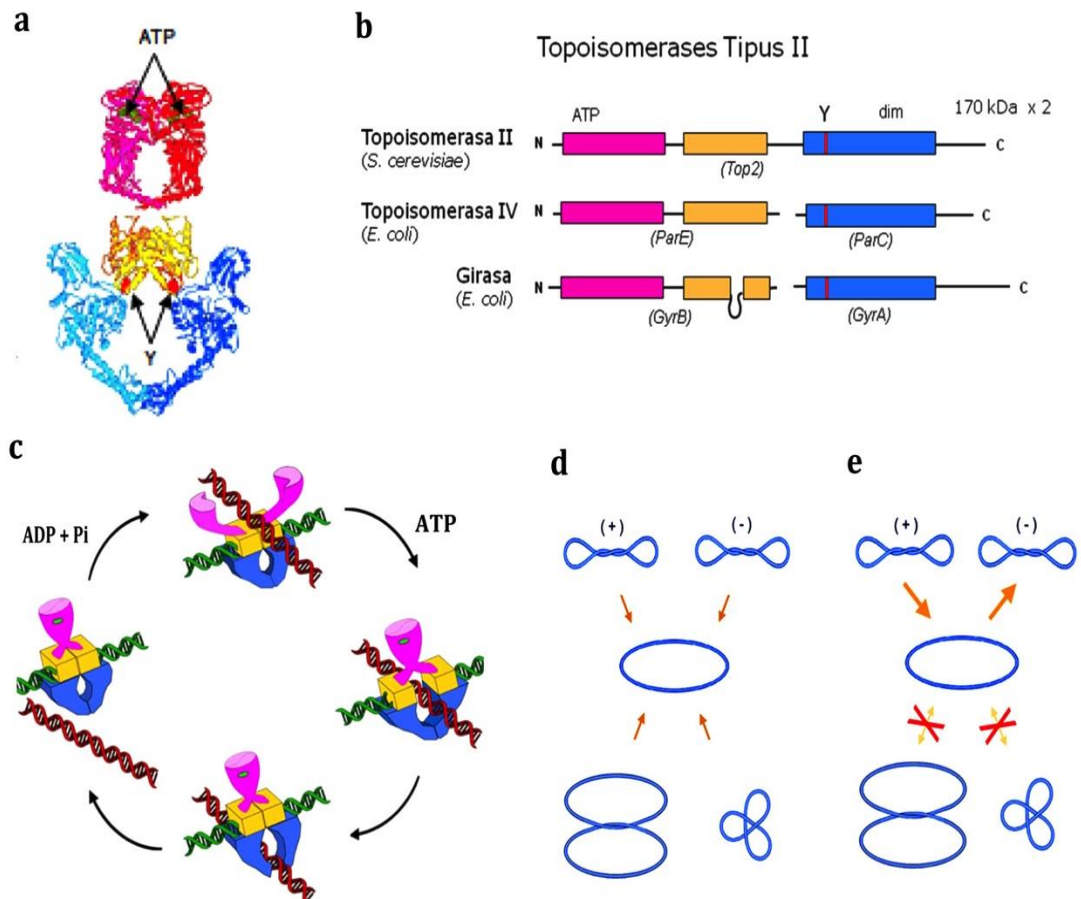 a
ATP
Y
b
Topoisomerases Tipus II
ATP
Y
dim
170 kDa x 2
Topoisomerasa II
(S. cerevisiae)
N
(Top2)
C
Topoisomerasa IV
(E. coli)
N
(ParE)
(ParC)
C
Girasa
(E. coli)
N
(GyrB)
(GyrA)
C
c
ADP + Pi
ATP
d
(+)
(-)
e
(+)
(-)